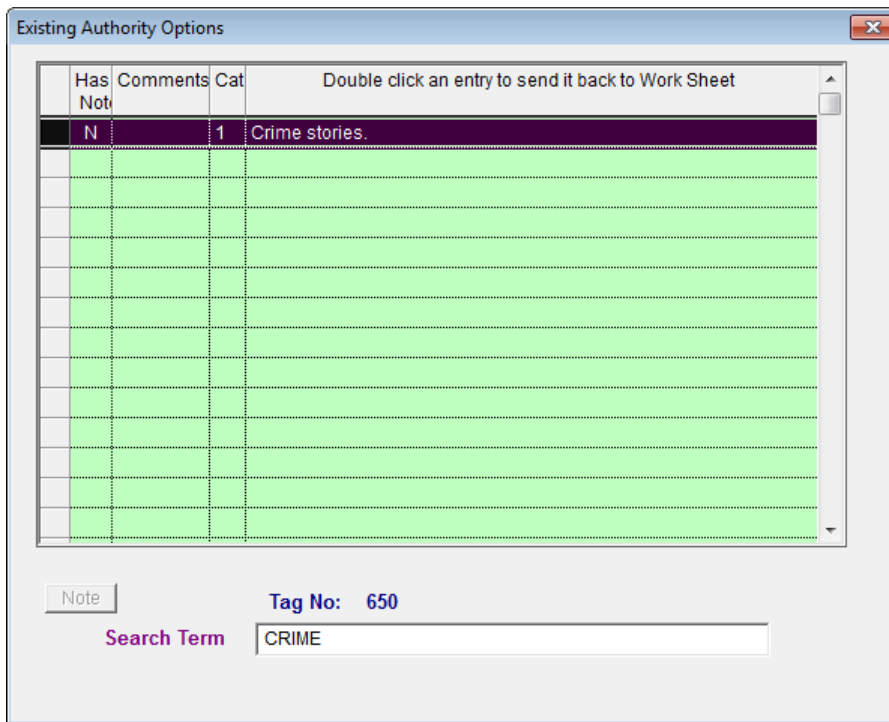 Existing Authority Options
Has Comments Cat Double click an entry to send it back to Work Sheet
Note
N 1 Crime stories.
Note
Tag No: 650
Search Term CRIME